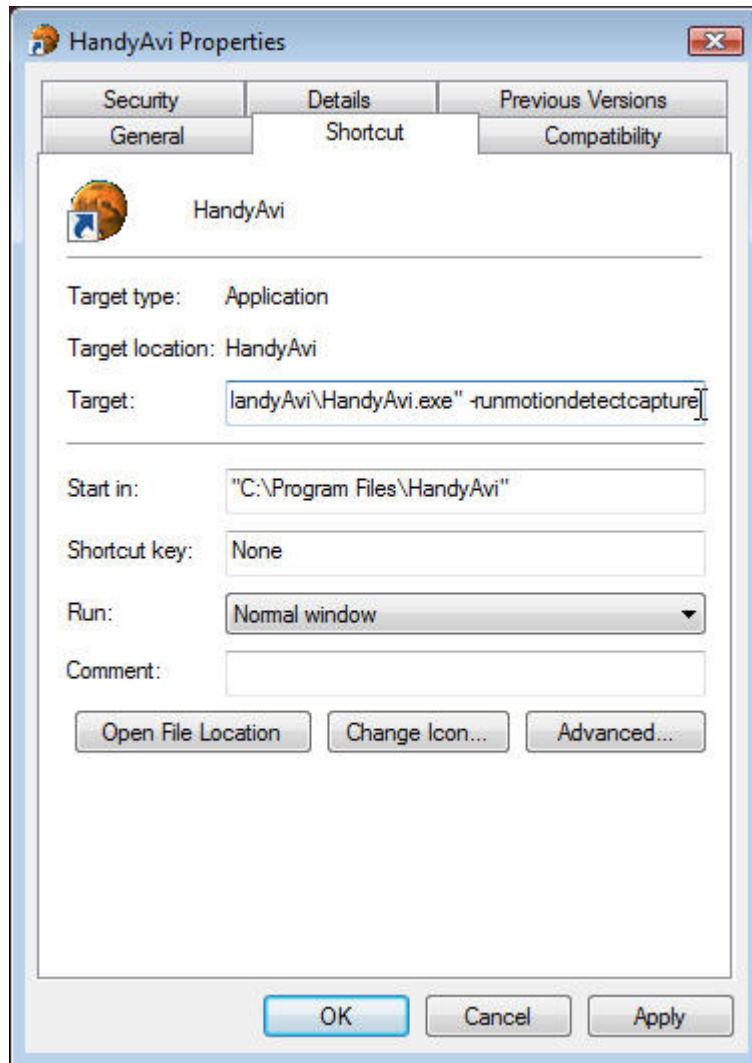 HandyAvi Properties
Security Details Previous Versions
General Shortcut Compatibility
HandyAvi
Target type: Application
Target location: HandyAvi
Target: landyAvi\HandyAvi.exe" -runmotiondetectcapture
Start in: "C:\Program Files\HandyAvi"
Shortcut key: None
Run: Normal window
Comment:
Open File Location Change Icon... Advanced...
OK Cancel Apply